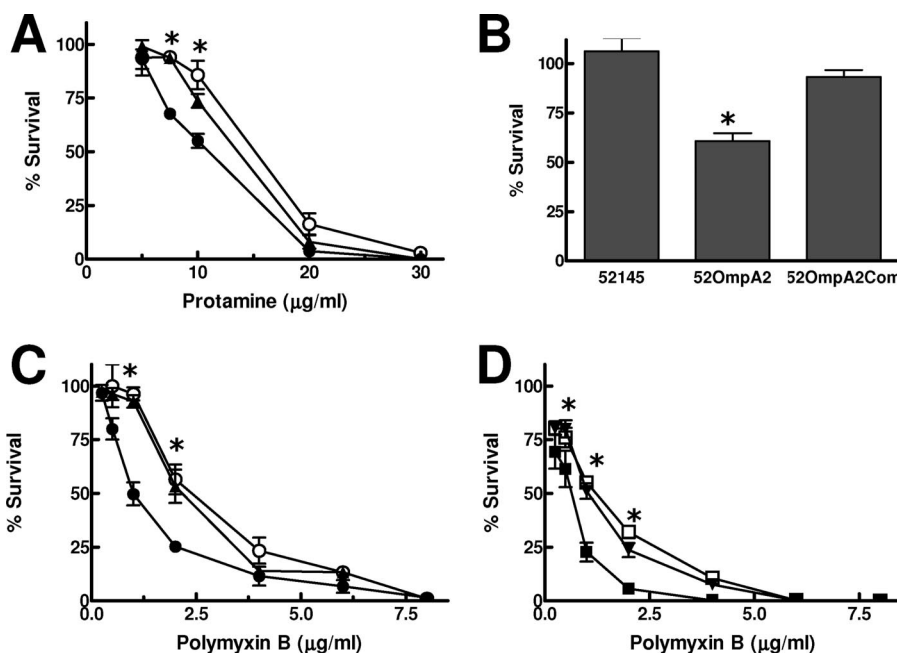 A
% Survival
100
75
50
25
0
0
10
20
30
Protamine (μg/ml)
* *
B
% Survival
100
75
50
25
0
*
52145 52OmpA2 52OmpA2Com
C
% Survival
100
75
50
25
0
0.0 2.5 5.0 7.5
Polymyxin B (μg/ml)
*
*
D
% Survival
100
75
50
25
0
0.0 2.5 5.0 7.5
Polymyxin B (μg/ml)
*
*
*